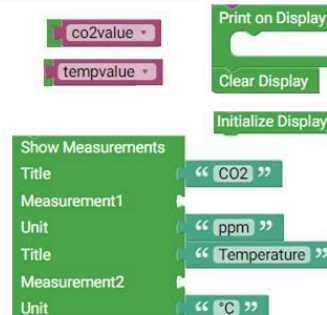 co2value
tempvalue
Print on Display
Clear Display
Initialize Display
Show Measurements
Title “ CO2 ”
Measurement1
Unit “ ppm ”
Title “ Temperature ”
Measurement2
Unit “ °C ”